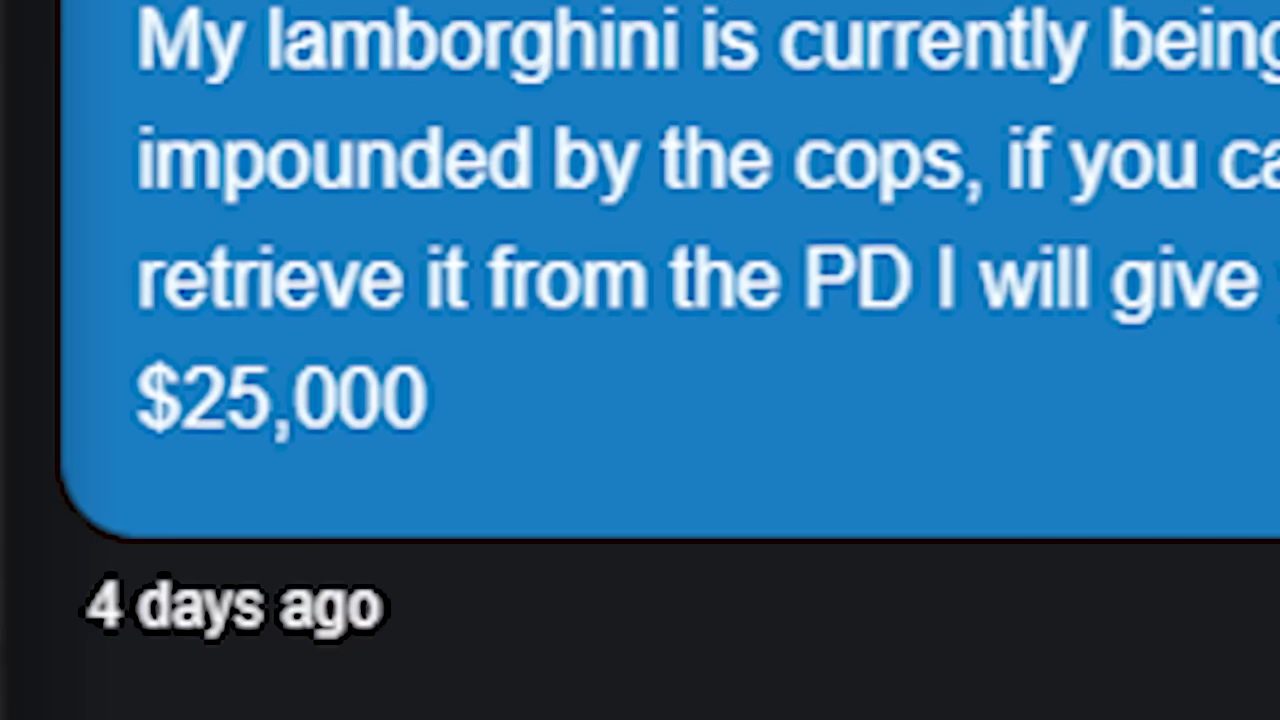 My lamborghini is currently being
impounded by the cops, if you ca
retrieve it from the PD I will give
$25,000
4 days ago